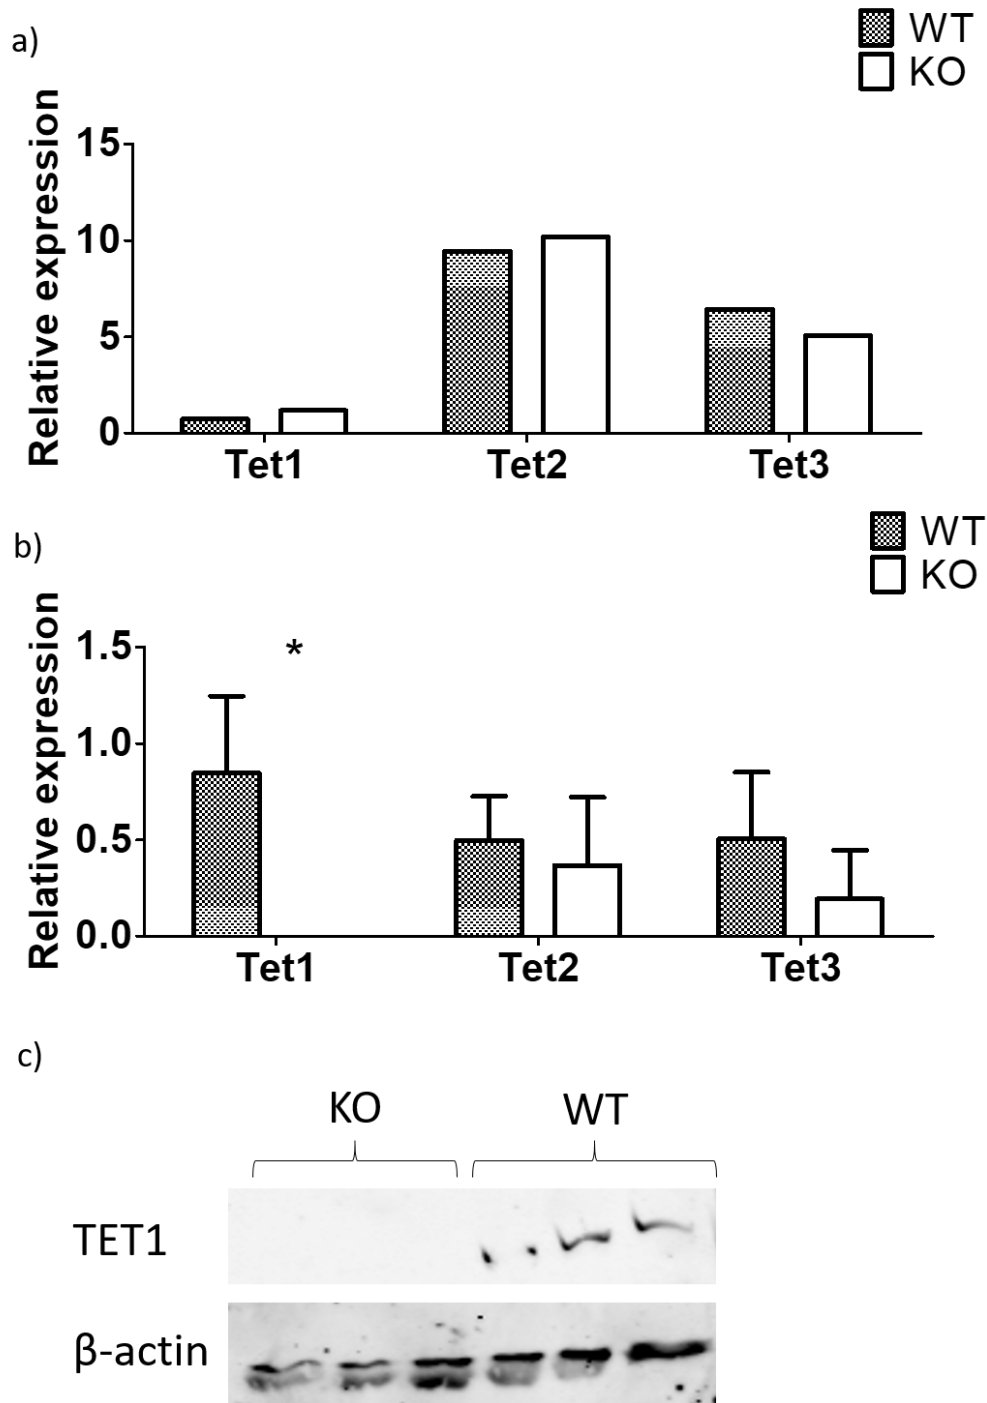 a)
WT
KO
Relative expression
15
10
5
0
Tet1 Tet2 Tet3
b)
WT
KO
Relative expression
1.5
*
1.0
0.5
0.0
Tet1 Tet2 Tet3
c)
KO WT
TET1
β-actin